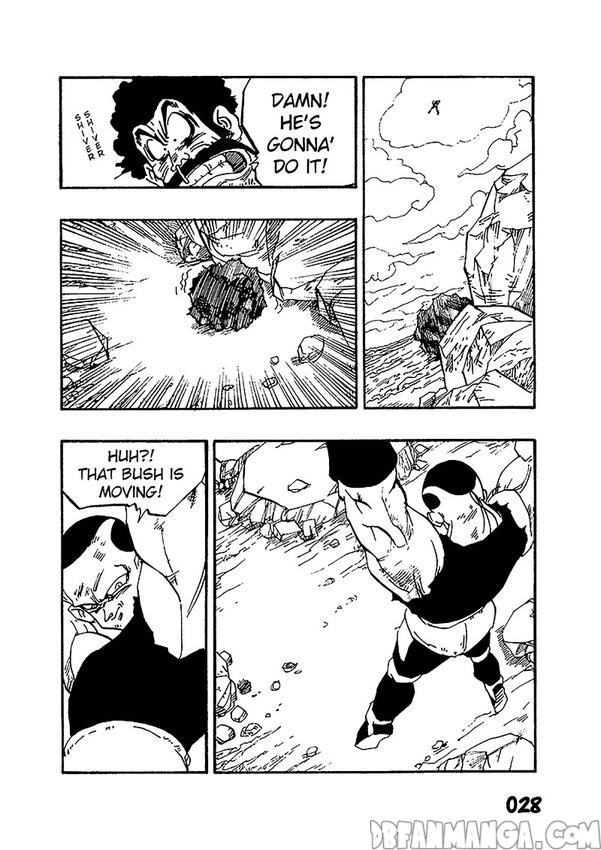 DAMN!
HE'S
GONNA'
DO IT!
SHIVER
SHIVER
HUH?!
THAT BUSH IS
MOVING!
028
DBFANMANGA.COM